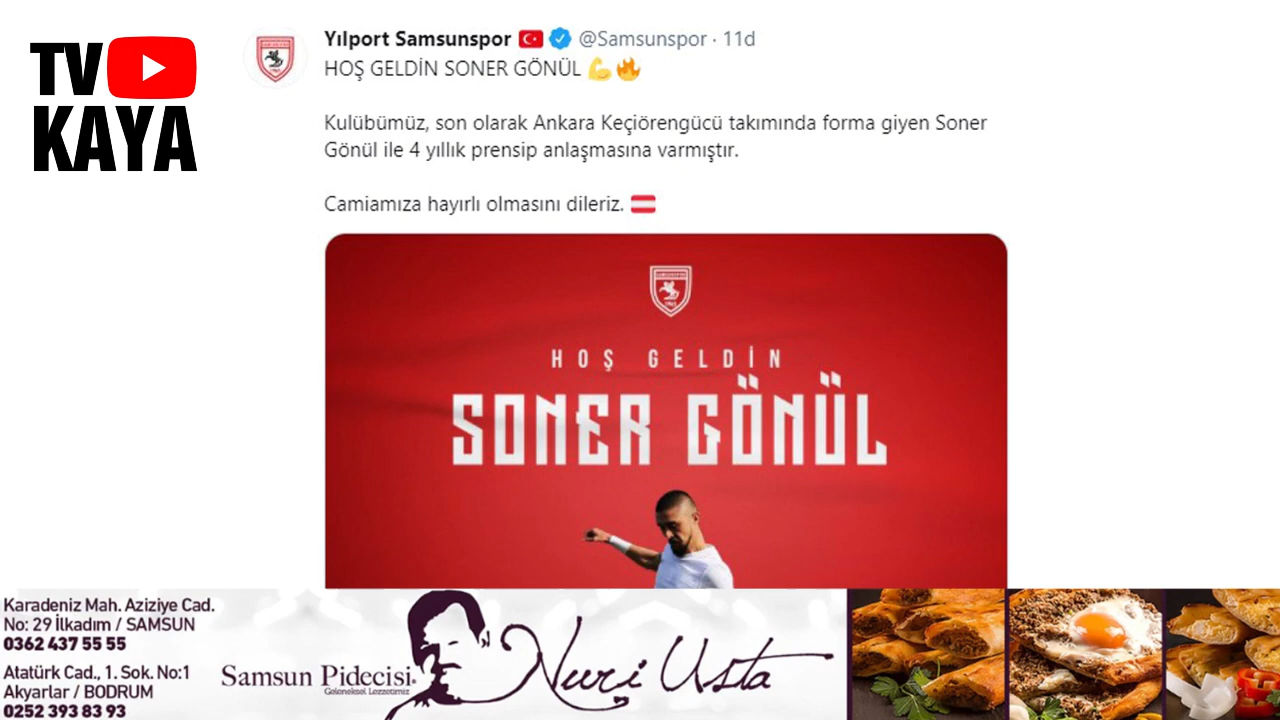 TV
KAYA
Yılport Samsunspor 🇹🇷 @Samsunspor · 11d
HOŞ GELDİN SONER GÖNÜL 💪🔥
Kulübümüz, son olarak Ankara Keçiörengücü takımında forma giyen Soner
Gönül ile 4 yıllık prensip anlaşmasına varmıştır.
Camiamıza hayırlı olmasını dileriz. 🇦🇹
HOŞ GELDİN
SONER GÖNÜL
Karadeniz Mah. Aziziye Cad.
No: 29 İlkadım / SAMSUN
0362 437 55 55
Atatürk Cad., 1. Sok. No:1
Akyarlar / BODRUM
0252 393 83 93
Samsun Pidecisi
Geleneksel Lezzetimiz
Nuri Usta